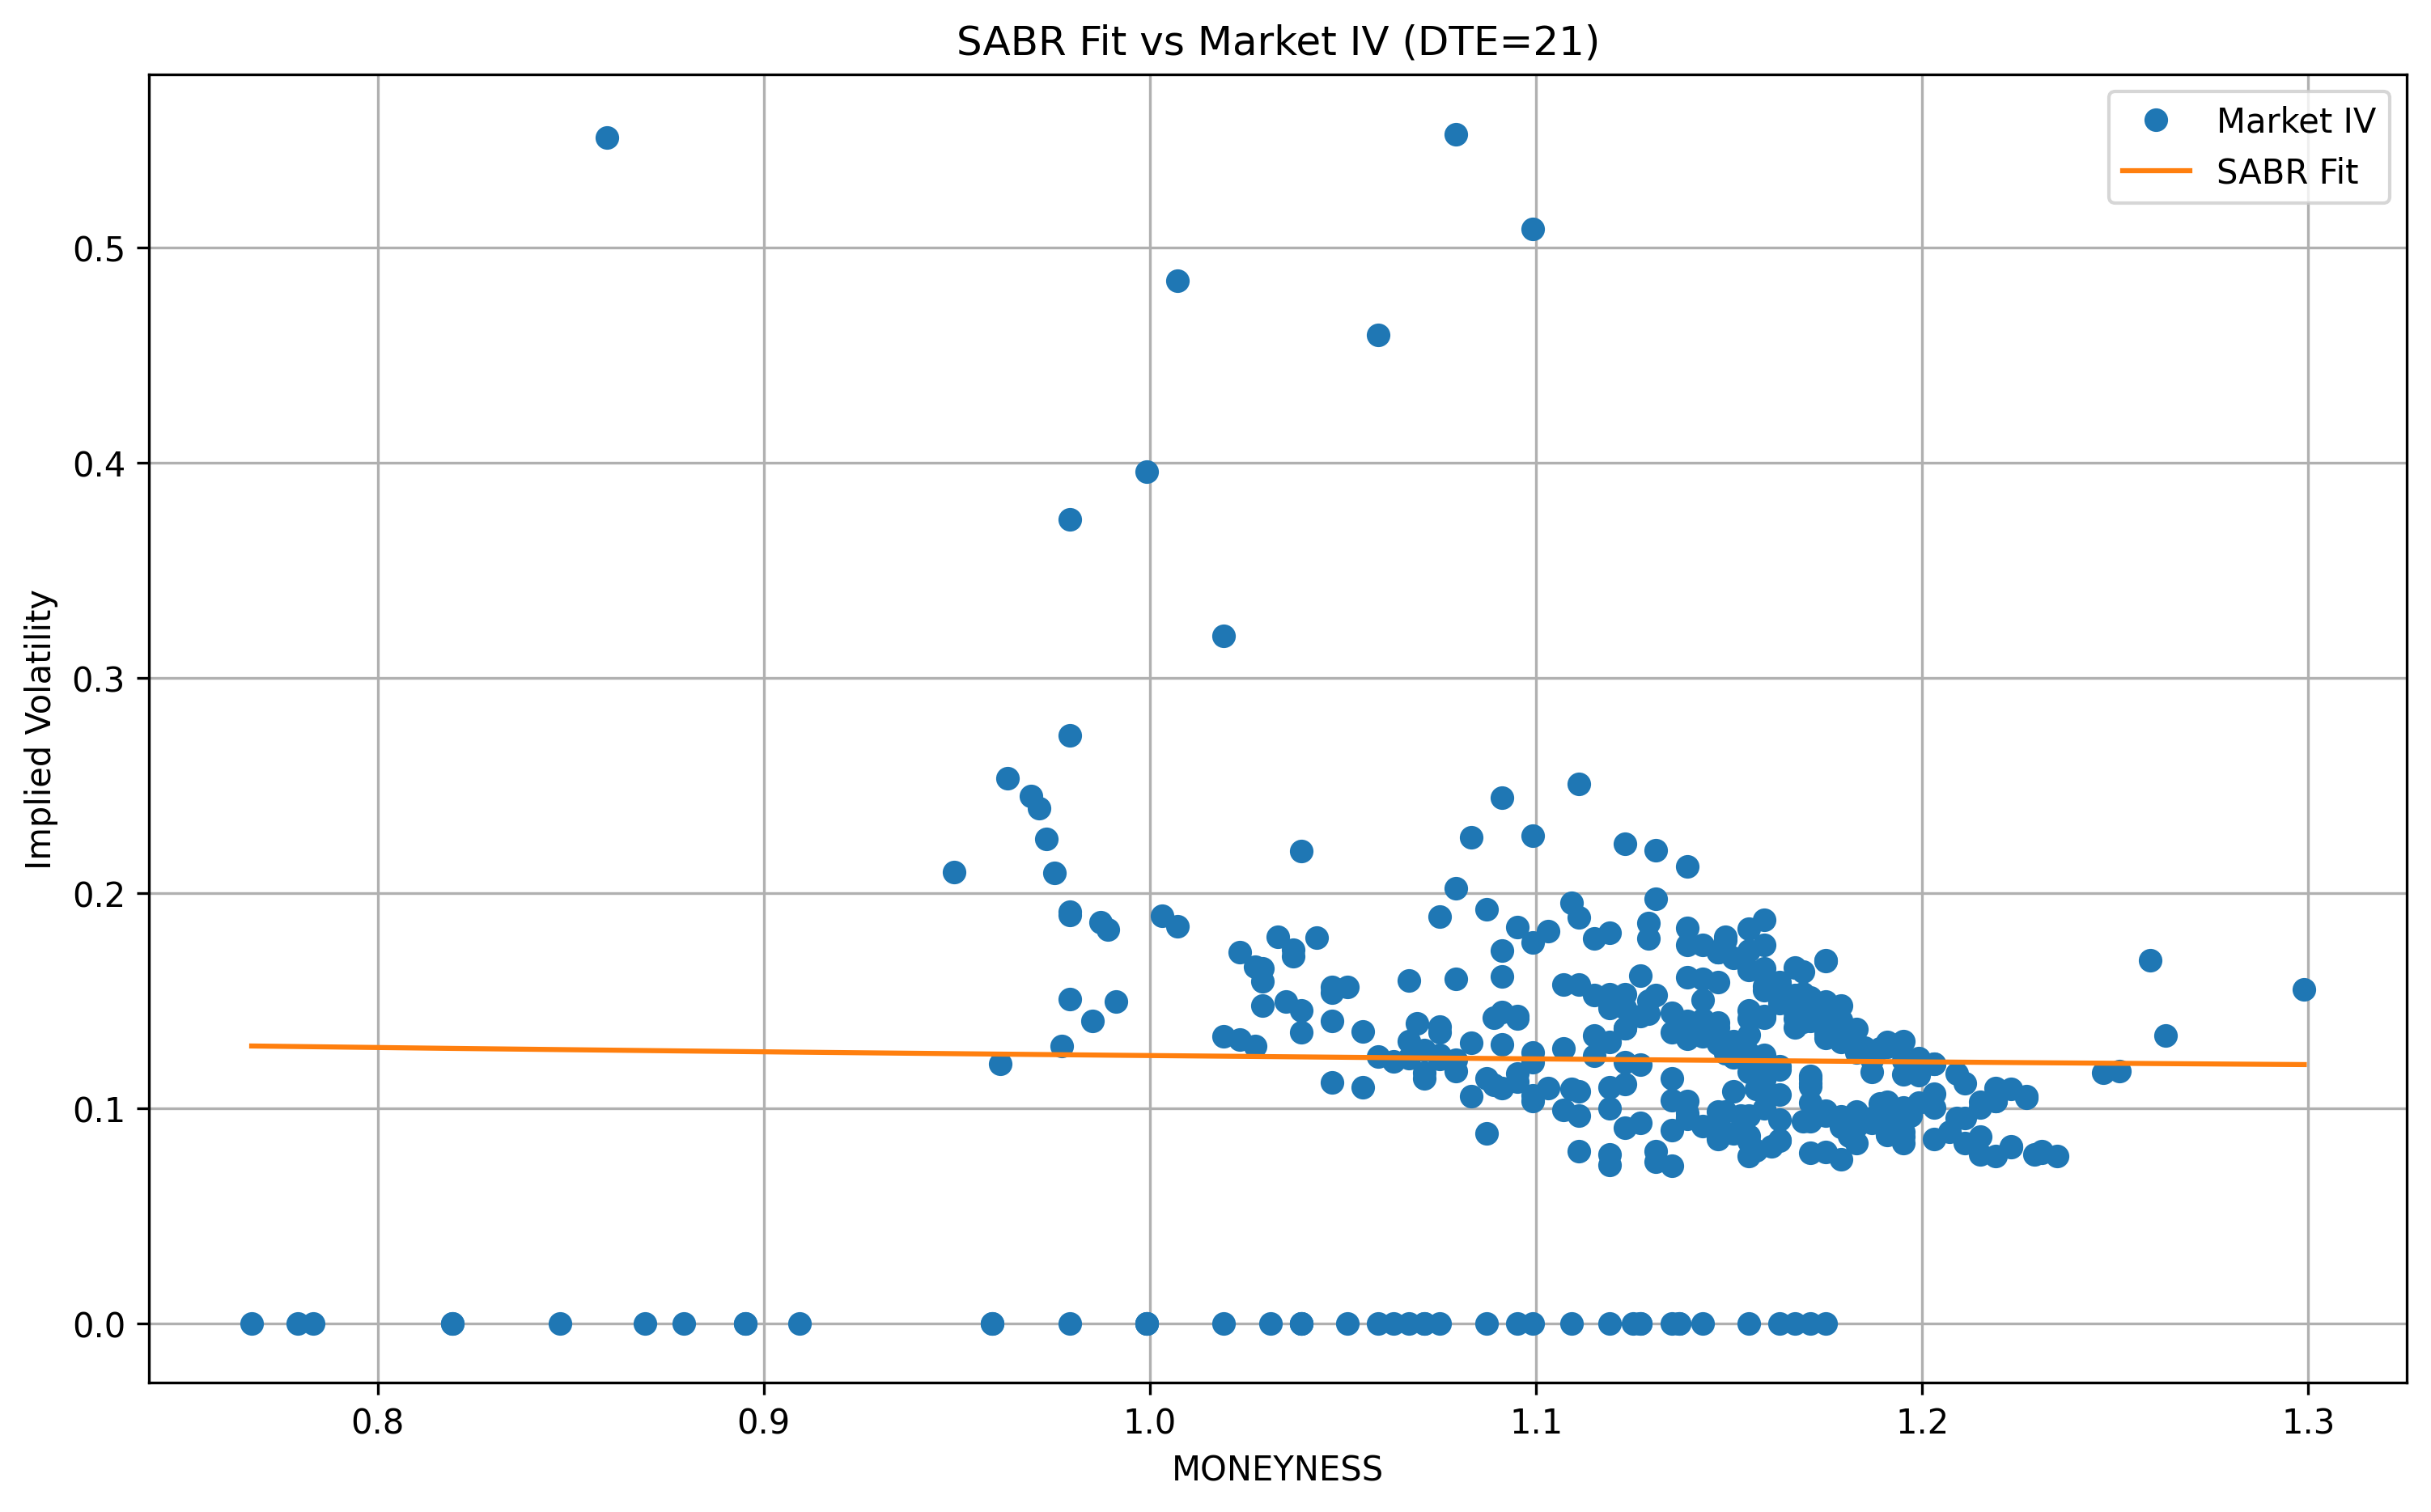 SABR Fit vs Market IV (DTE=21)
Market IV
SABR Fit
Implied Volatility
0.5
0.4
0.3
0.2
0.1
0.0
0.8 0.9 1.0 1.1 1.2 1.3
MONEYNESS